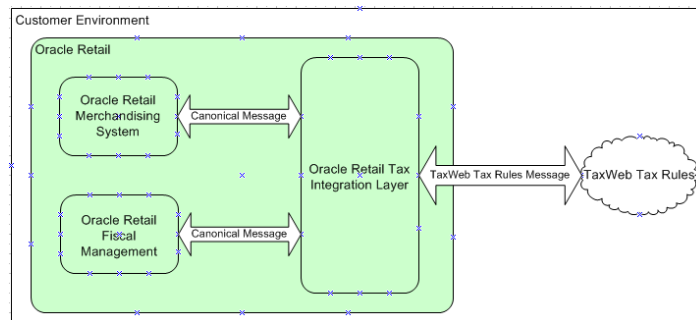 Customer Environment
Oracle Retail
Oracle Retail
Merchandising
System
Canonical Message
Oracle Retail Tax
Integration Layer
TaxWeb Tax Rules Message
TaxWeb Tax Rules
Oracle Retail
Fiscal
Management
Canonical Message